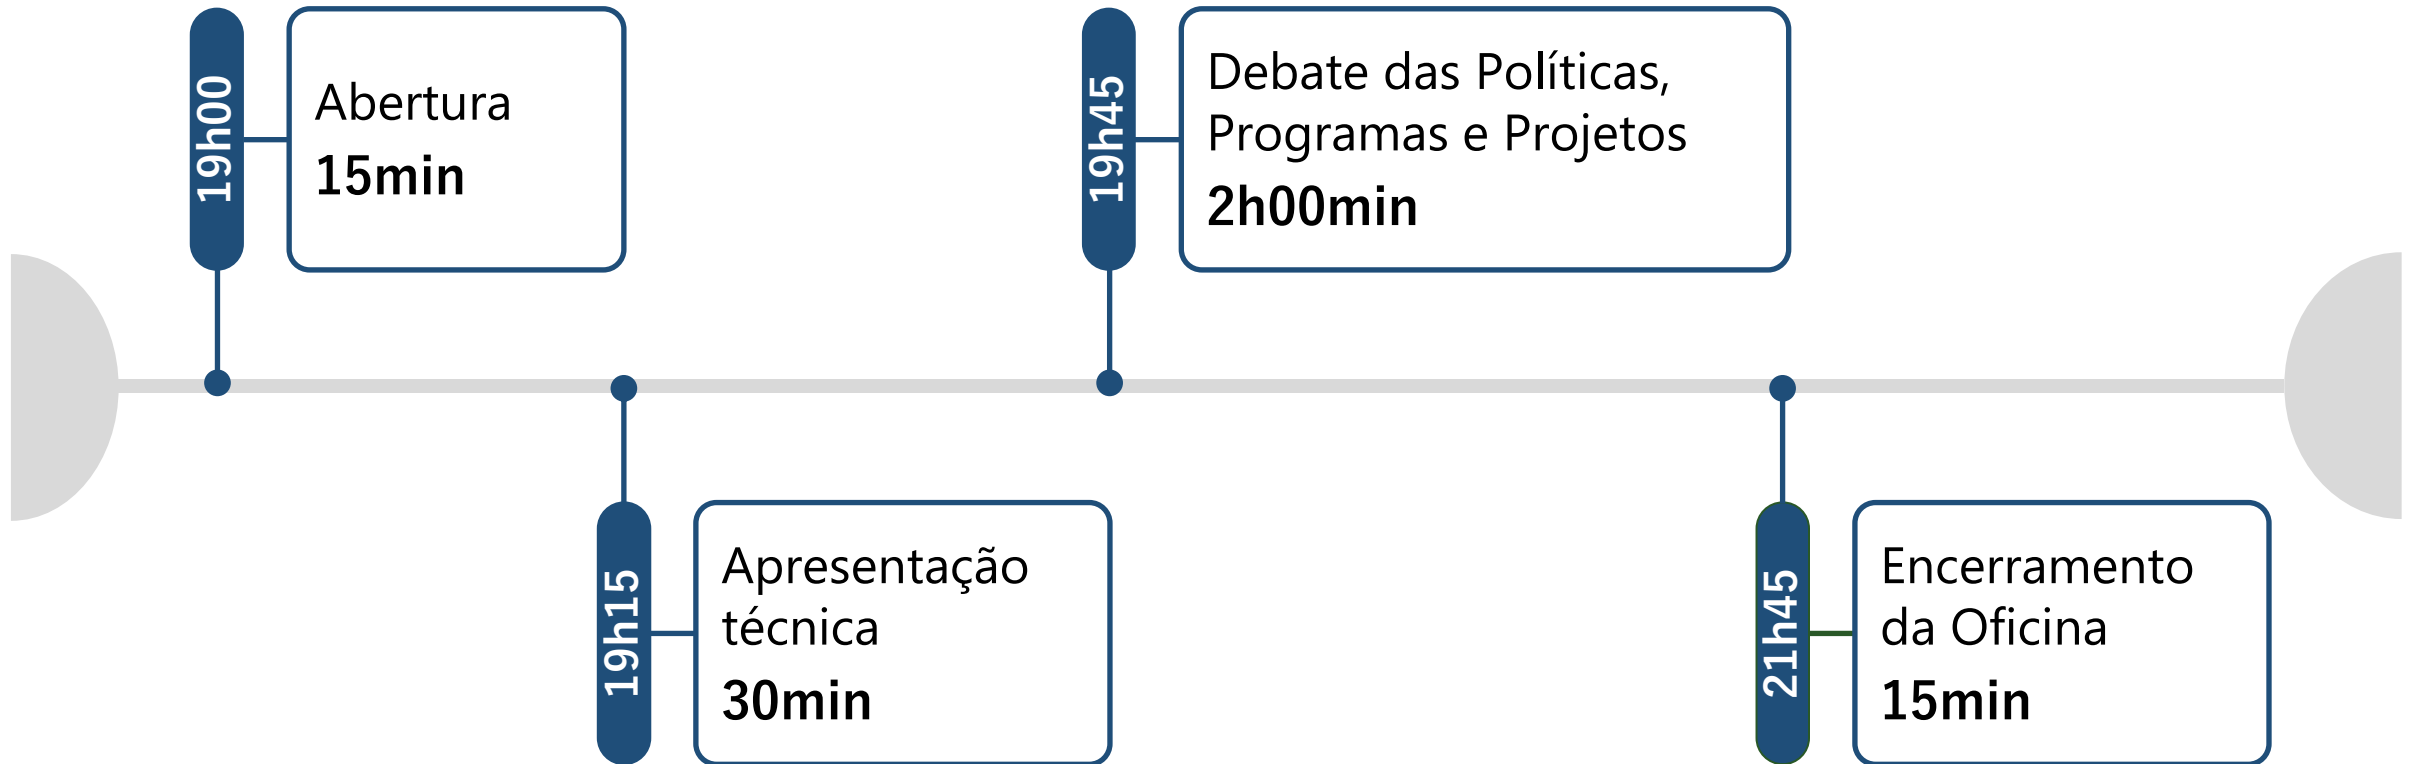 19h00
Abertura
15min
19h15
Apresentação
técnica
30min
19h45
Debate das Políticas,
Programas e Projetos
2h00min
21h45
Encerramento
da Oficina
15min